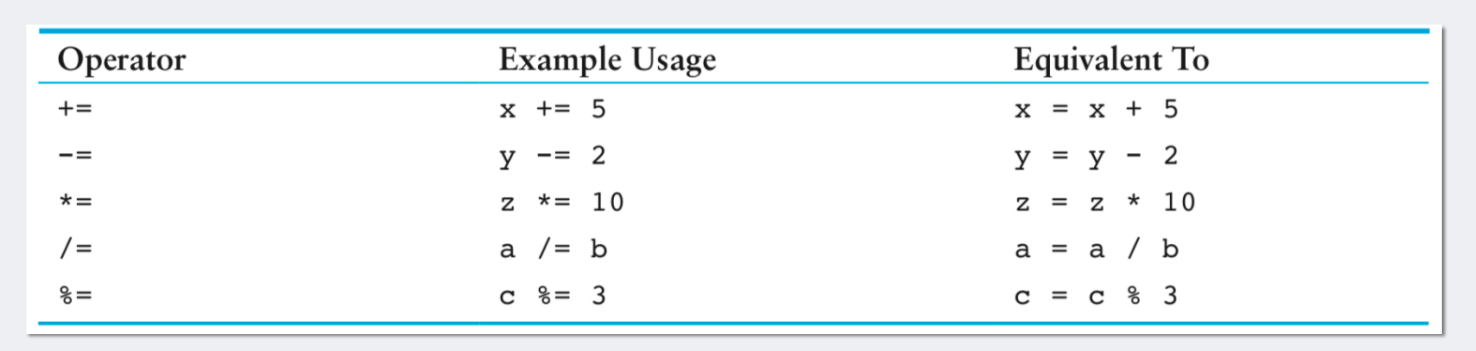 Operator Example Usage Equivalent To
+= x += 5 x = x + 5
-= y -= 2 y = y - 2
*= z *= 10 z = z * 10
/= a /= b a = a / b
%= c %= 3 c = c % 3